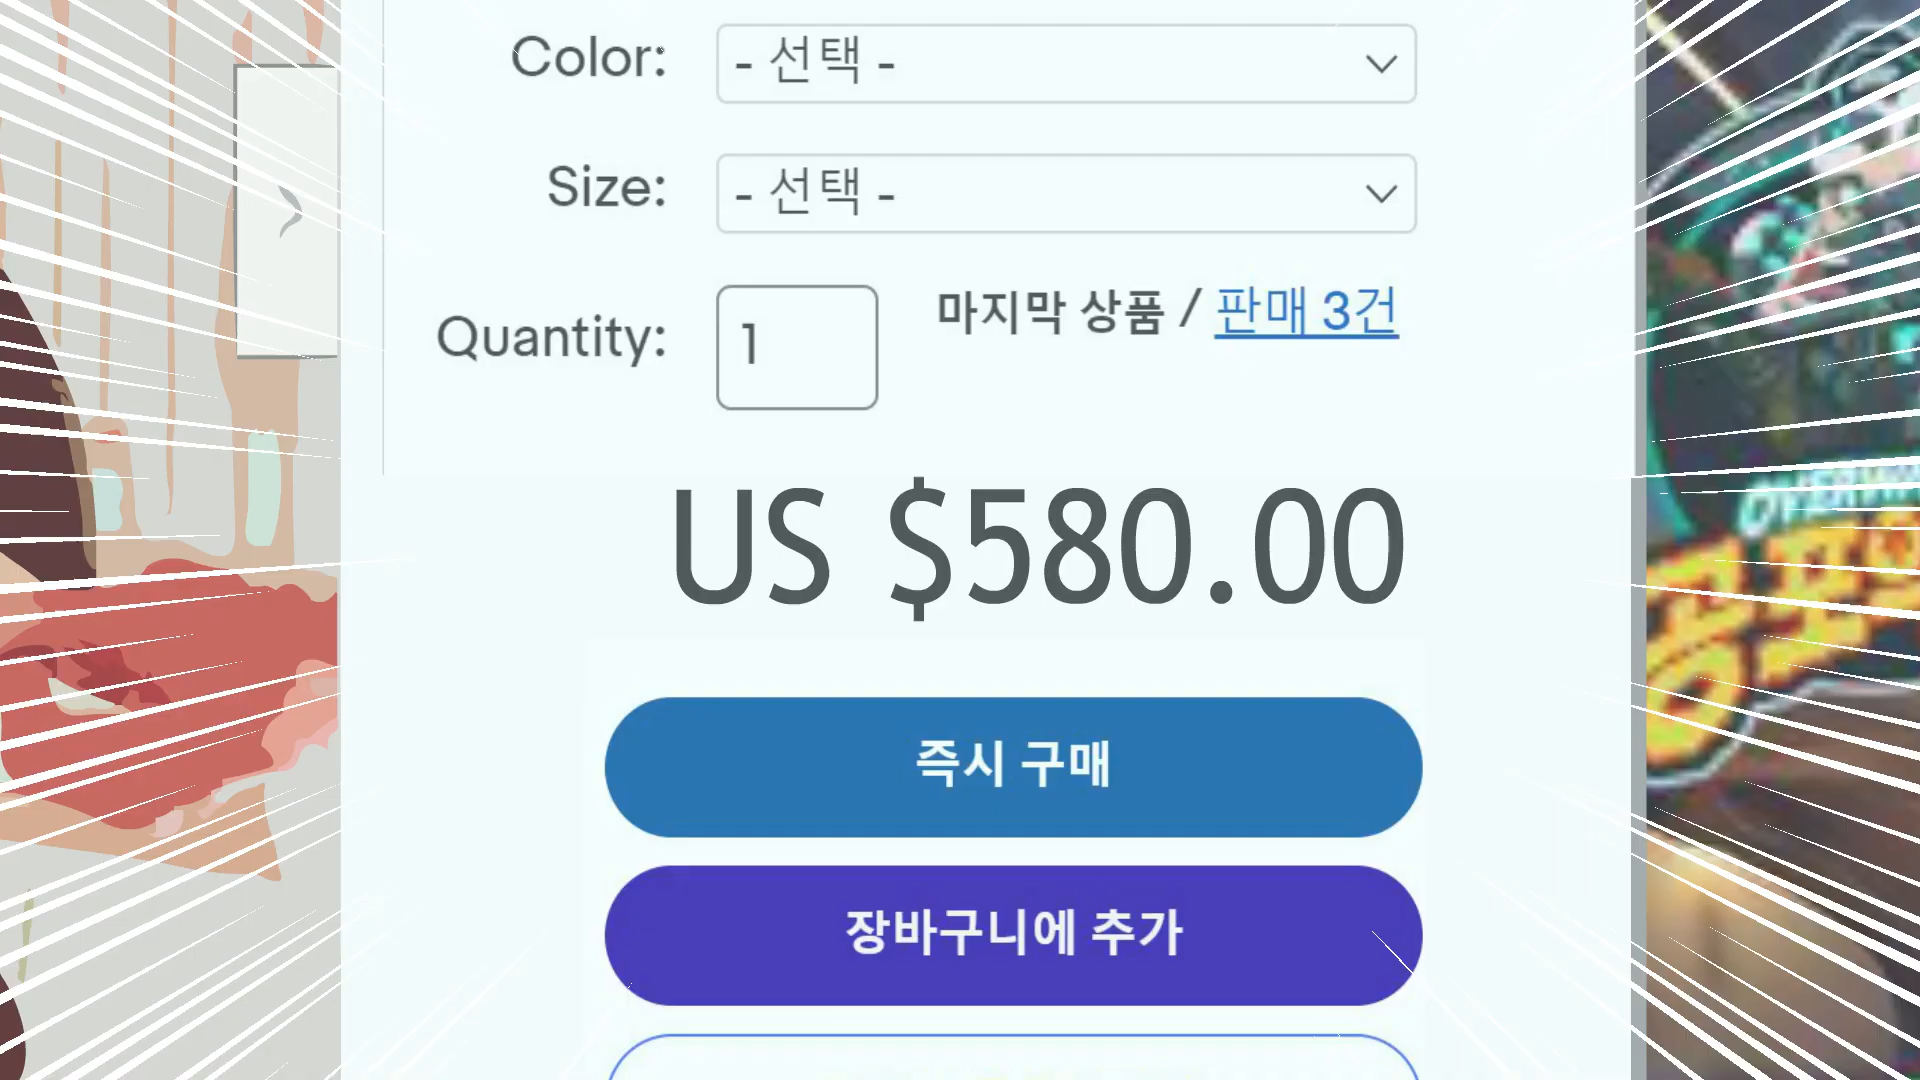 Color:
- 선택 -
Size:
- 선택 -
Quantity:
1
마지막 상품 / 판매 3건
US $580.00
즉시 구매
장바구니에 추가